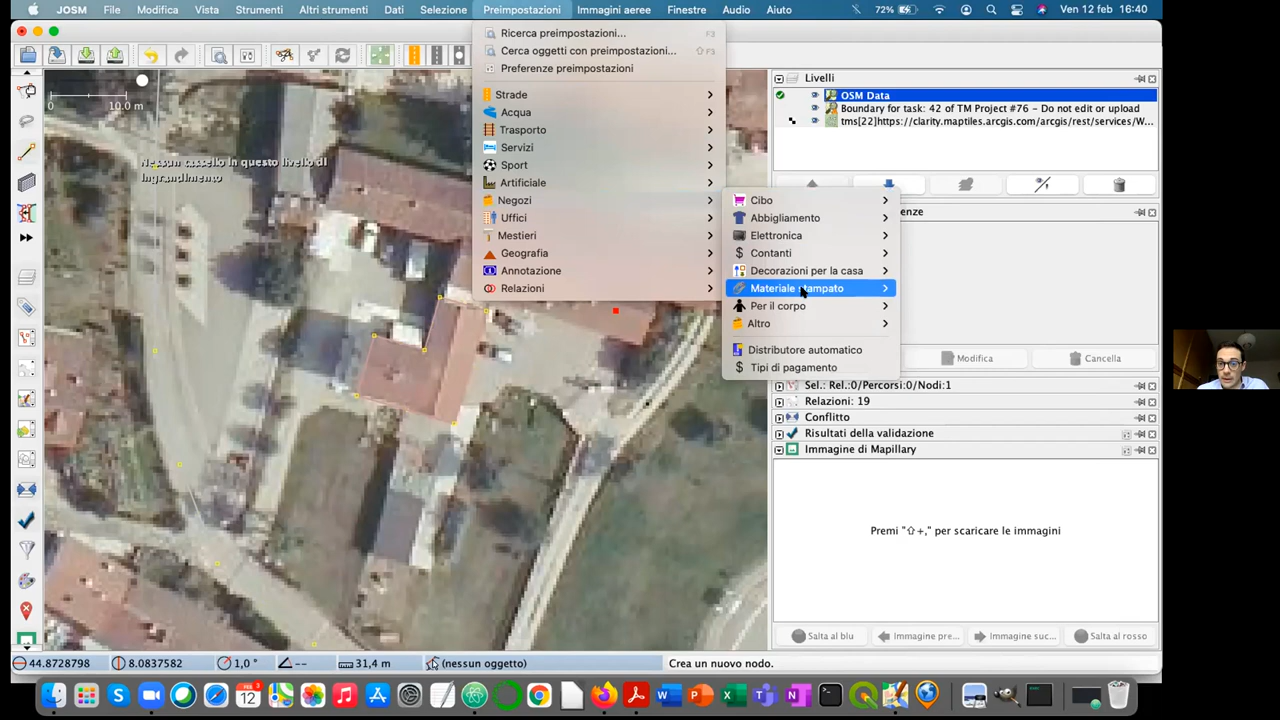 JOSM File Modifica Vista Strumenti Altri strumenti Dati Selezione Preimpostazioni Immagini aeree Finestre Audio Aiuto 72% Ven 12 feb 16:40
Ricerca preimpostazioni... F3
Cerca oggetti con preimpostazioni... ⇧F3
Preferenze preimpostazioni
Strade
Acqua
Trasporto
Servizi
Sport
Artificiale
Negozi
Uffici
Mestieri
Geografia
Annotazione
Relazioni
Cibo
Abbigliamento
Elettronica
Contanti
Decorazioni per la casa
Materiale stampato
Per il corpo
Altro
Distributore automatico
Tipi di pagamento
0
10.0 m
Nessun tassello in questo livello di
ingrandimento
Livelli
OSM Data
Boundary for task: 42 of TM Project #76 - Do not edit or upload
tms[22]https://clarity.maptiles.arcgis.com/arcgis/rest/services/W...
Modifica
Cancella
Sel.: Rel.:0/Percorsi:0/Nodi:1
Relazioni: 19
Conflitto
Risultati della validazione
Immagine di Mapillary
Premi "⇧+," per scaricare le immagini
Salta al blu
Immagine pre...
Immagine suc...
Salta al rosso
44.8728798 8.0837582 1,0 ° -- 31,4 m (nessun oggetto) Crea un nuovo nodo.